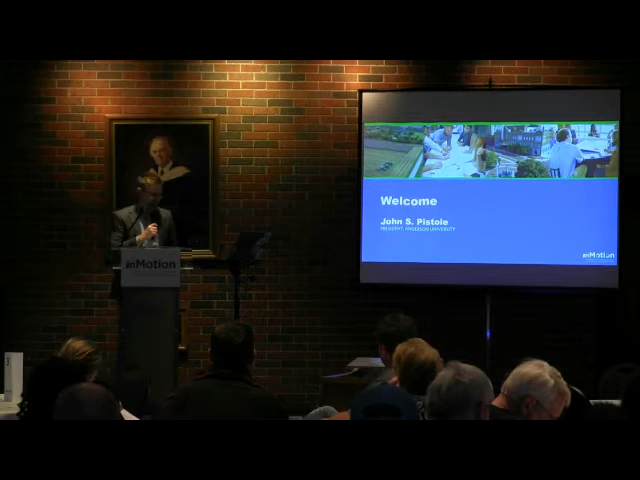 Welcome
John S. Pistole
PRESIDENT, ANDERSON UNIVERSITY
inMotion
inMotion